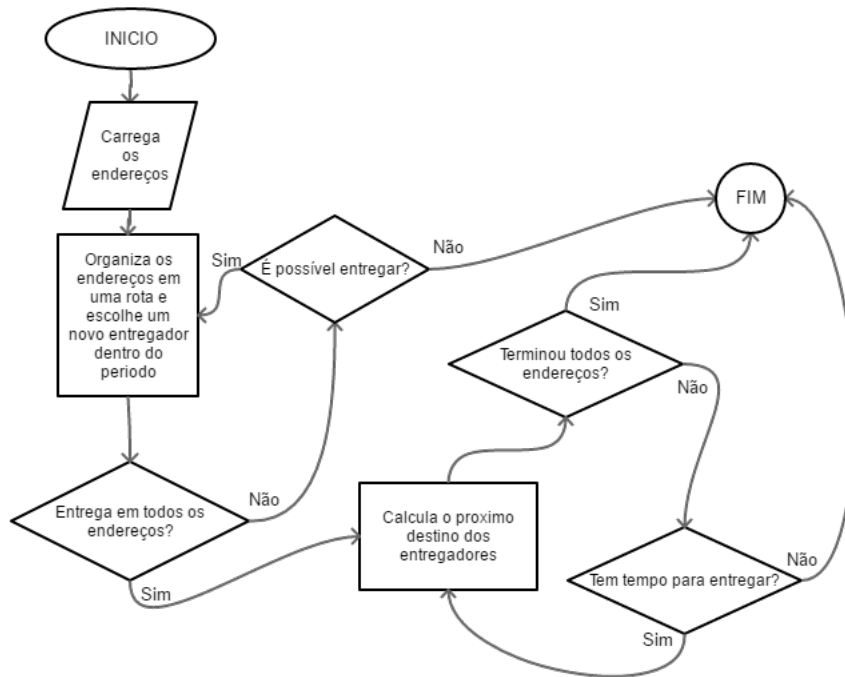 INICIO
Carrega
os
endereços
FIM
Organiza os
endereços em
uma rota e
escolhe um
novo entregador
dentro do
periodo
Sim
É possível entregar?
Não
Sim
Terminou todos os
endereços?
Não
Entrega em todos os
endereços?
Não
Sim
Calcula o proximo
destino dos
entregadores
Tem tempo para entregar?
Não
Sim